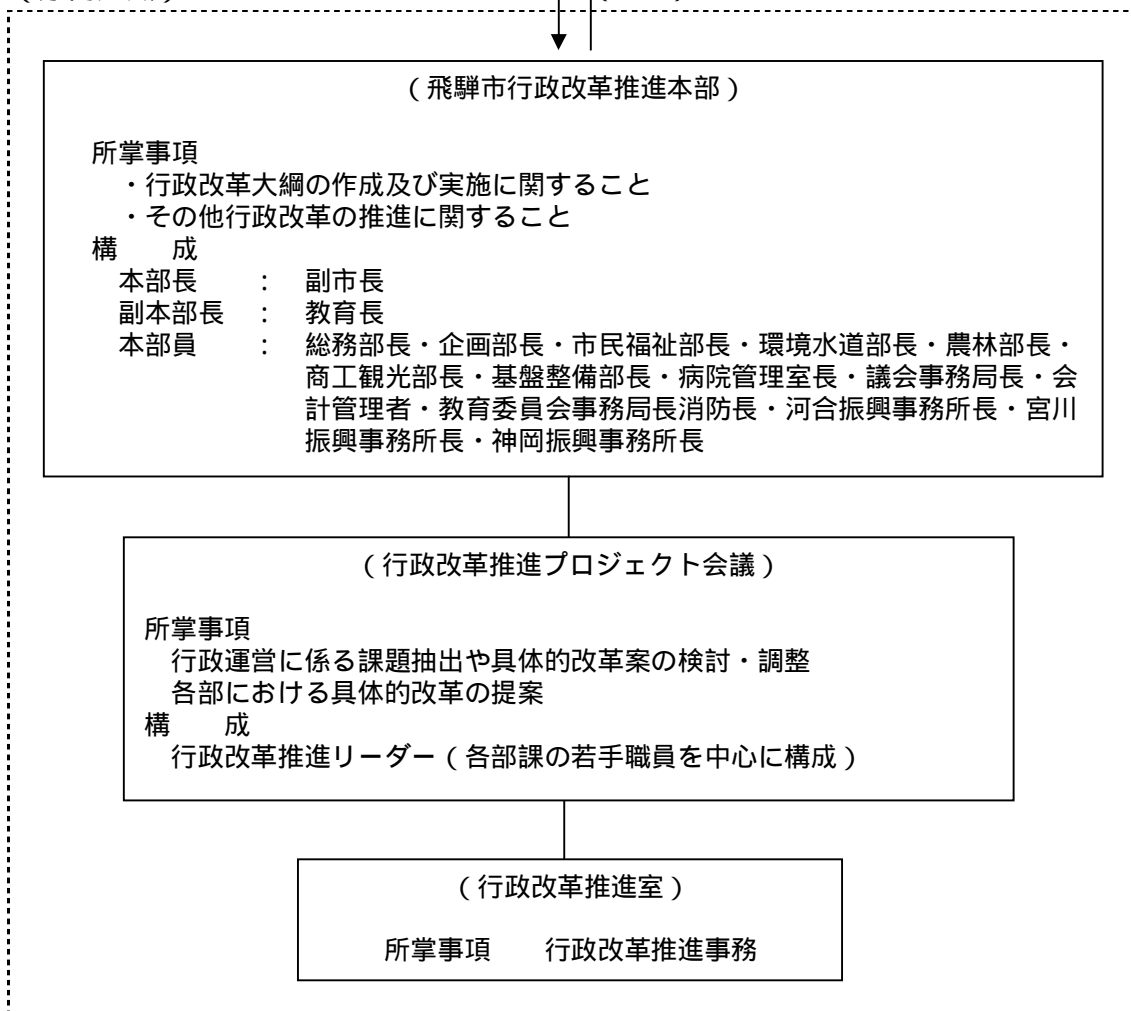 (飛騨市行政改革推進本部)
所掌事項
・行政改革大綱の作成及び実施に関すること
・その他行政改革の推進に関すること
構　　成
本部長　：　副市長
副本部長　：　教育長
本部員　：　総務部長・企画部長・市民福祉部長・環境水道部長・農林部長・
商工観光部長・基盤整備部長・病院管理室長・議会事務局長・会
計管理者・教育委員会事務局長消防長・河合振興事務所長・宮川
振興事務所長・神岡振興事務所長
(行政改革推進プロジェクト会議)
所掌事項
行政運営に係る課題抽出や具体的改革案の検討・調整
各部における具体的改革の提案
構　　成
行政改革推進リーダー(各部課の若手職員を中心に構成)
(行政改革推進室)
所掌事項　　行政改革推進事務